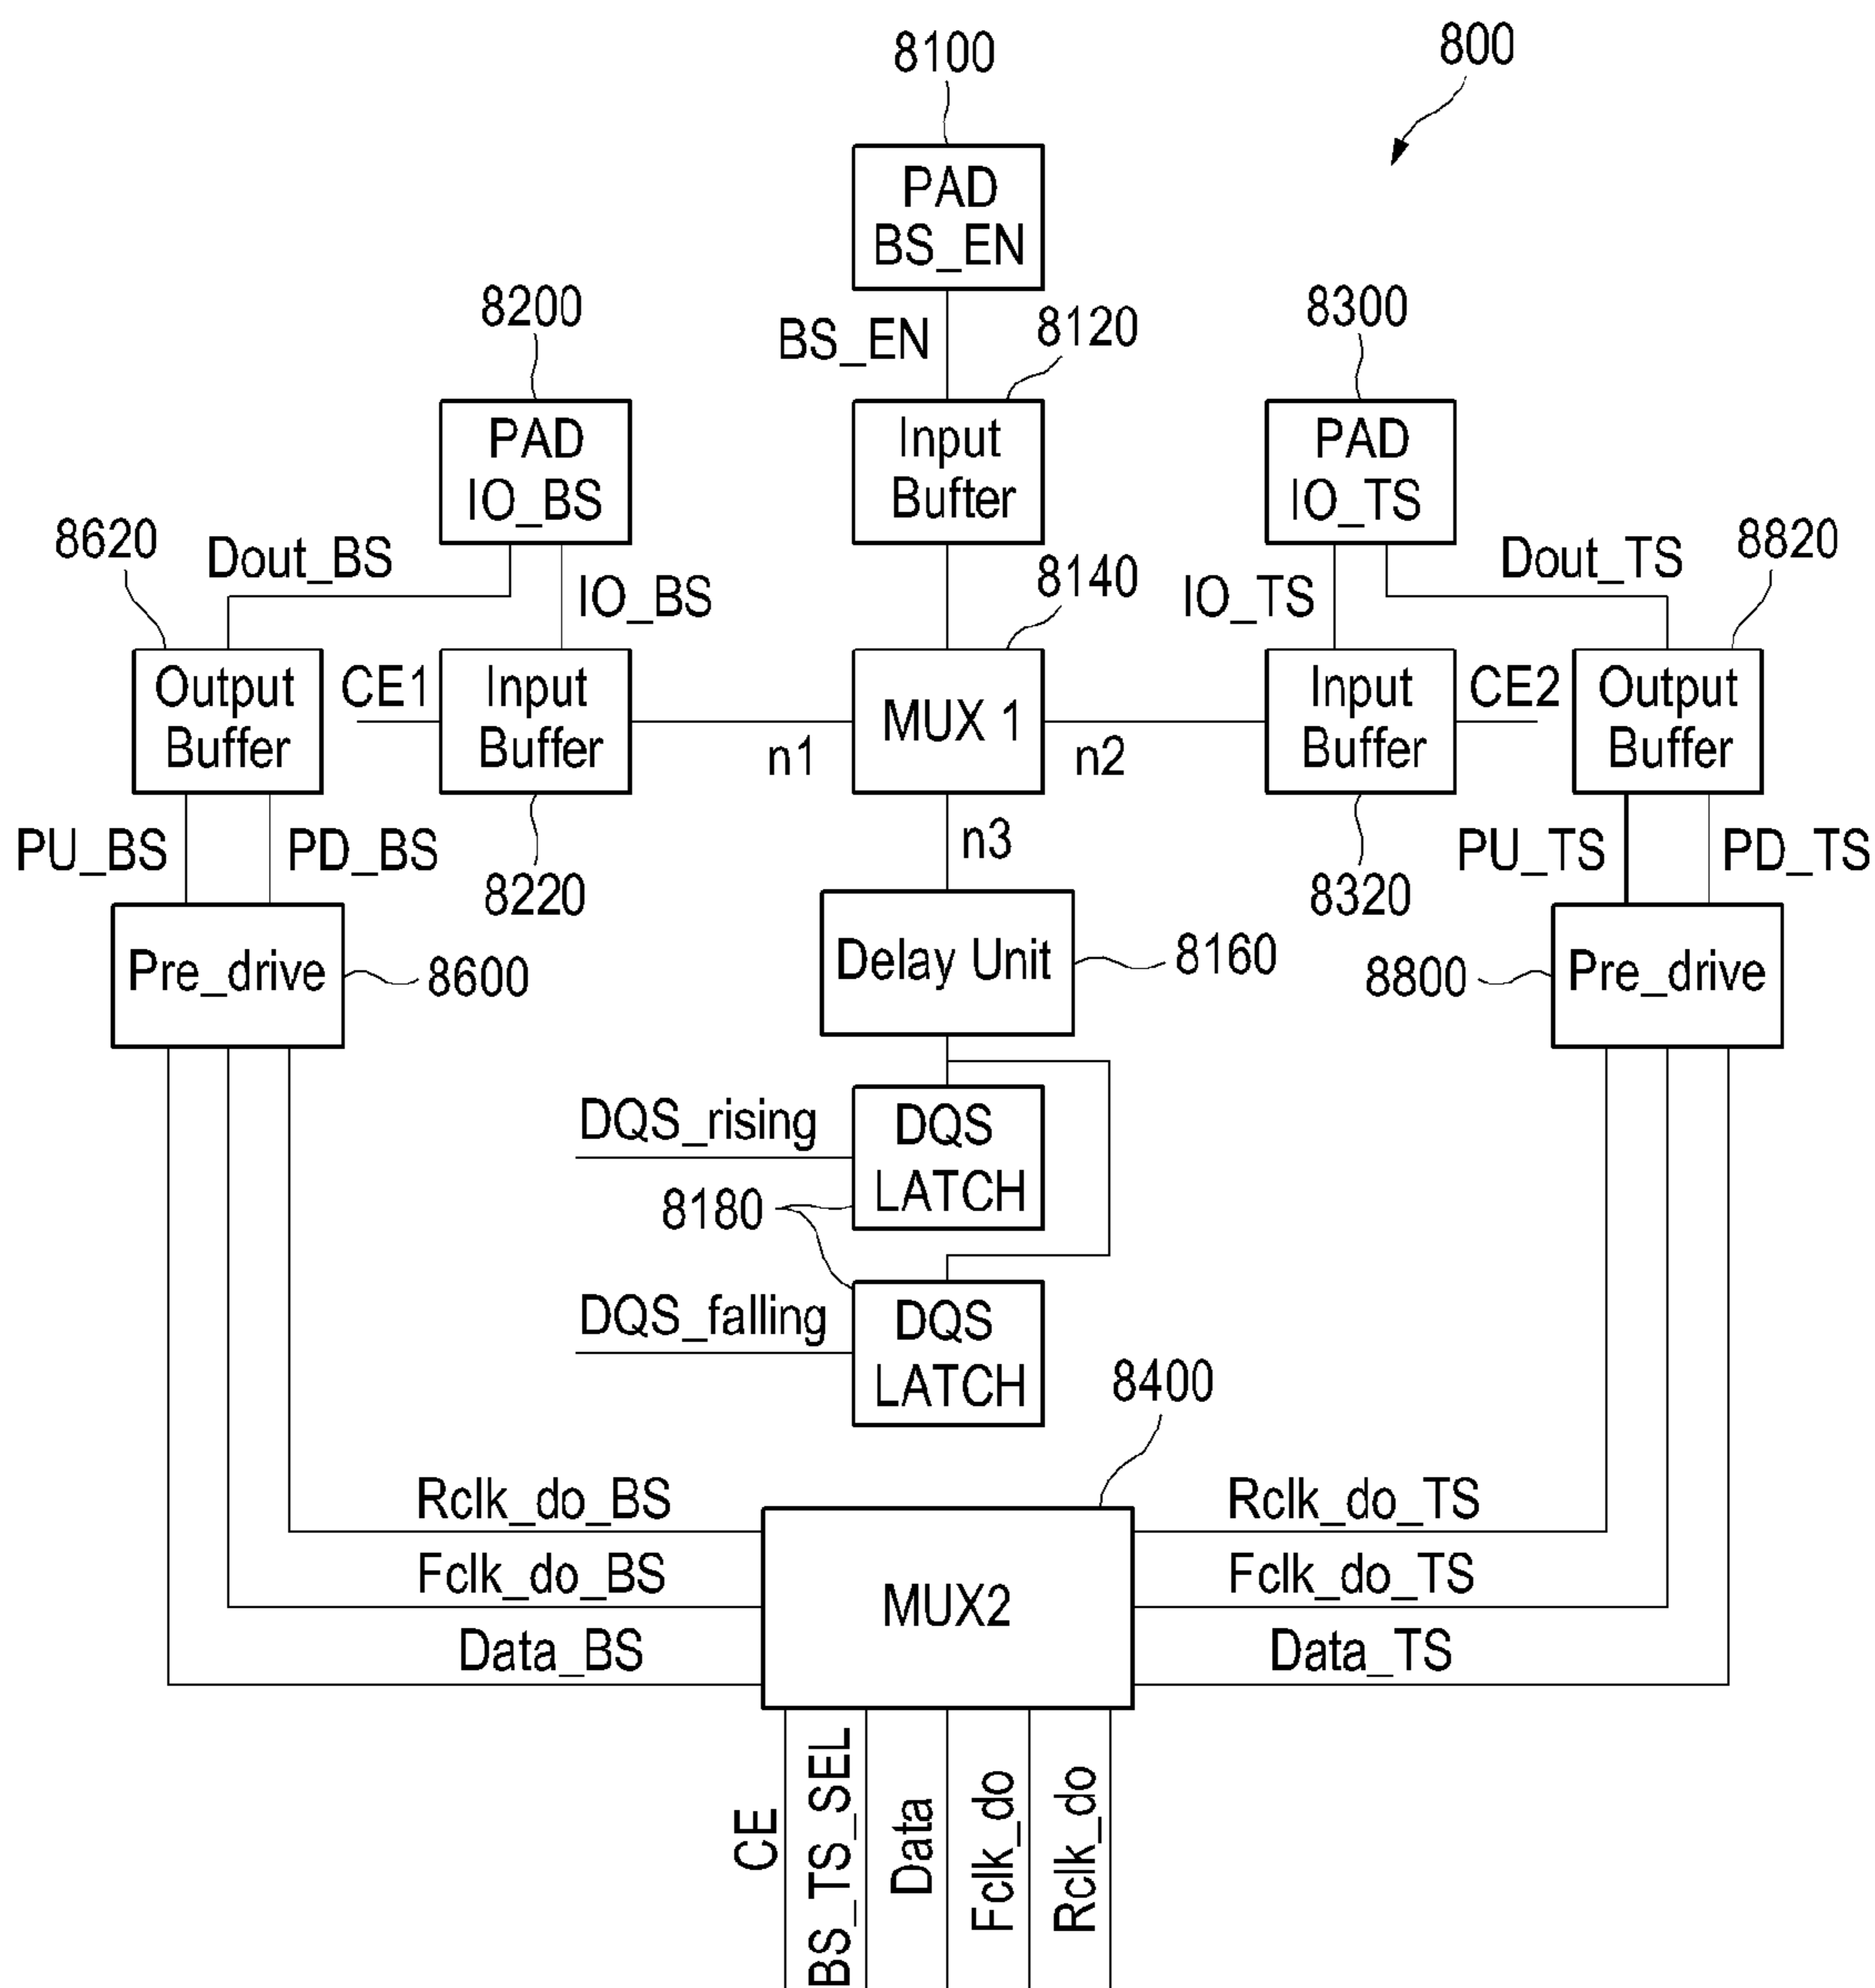 800
8100
PAD
BS_EN
8200
BS_EN
8120
8300
PAD
IO_BS
Input
Bufter
PAD
IO_TS
8620
Dout_BS
IO_BS
8140
IO_TS
Dout_TS
8820
Output
Buffer
CE1
Input
Buffer
n1
MUX 1
n2
Input
Buffer
CE2
Output
Buffer
PU_BS
PD_BS
8220
n3
8320
PU_TS
PD_TS
Pre_drive
8600
Delay Unit
8160
8800
Pre_drive
DQS_rising
DQS
LATCH
8180
DQS_falling
DQS
LATCH
8400
Rclk_do_BS
Fclk_do_BS
Data_BS
MUX2
Rclk_do_TS
Fclk_do_TS
Data_TS
CE
BS_TS_SEL
Data
Fclk_do
Rclk_do